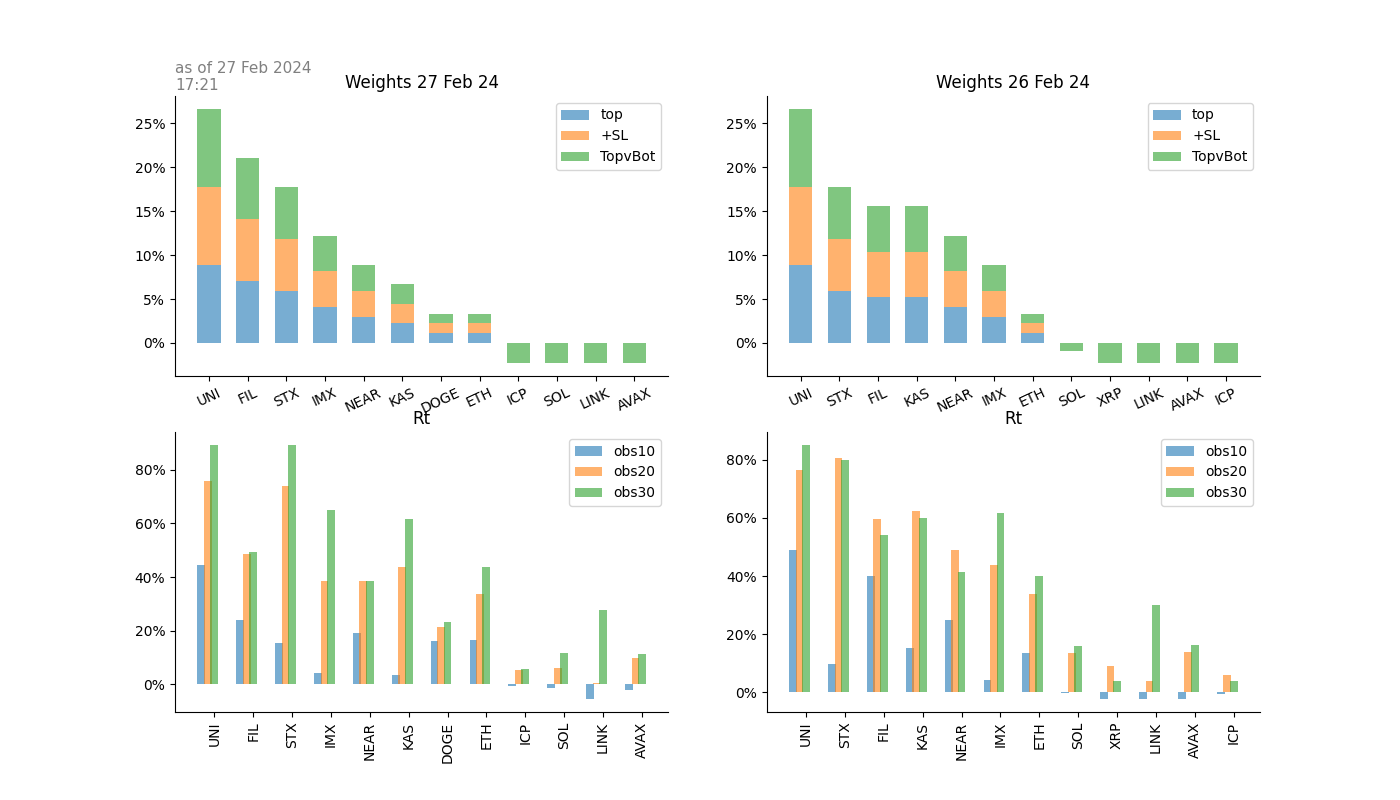 as of 27 Feb 2024
17:21
Weights 27 Feb 24
25%
20%
15%
10%
5%
0%
top
+SL
TopvBot
UNI FIL STX IMX NEAR KAS DOGE ETH ICP SOL LINK AVAX
Weights 26 Feb 24
25%
20%
15%
10%
5%
0%
top
+SL
TopvBot
UNI STX FIL KAS NEAR IMX ETH SOL XRP LINK AVAX ICP
Rt
80%
60%
40%
20%
0%
obs10
obs20
obs30
UNI FIL STX IMX NEAR KAS DOGE ETH ICP SOL LINK AVAX
Rt
80%
60%
40%
20%
0%
obs10
obs20
obs30
UNI STX FIL KAS NEAR IMX ETH SOL XRP LINK AVAX ICP